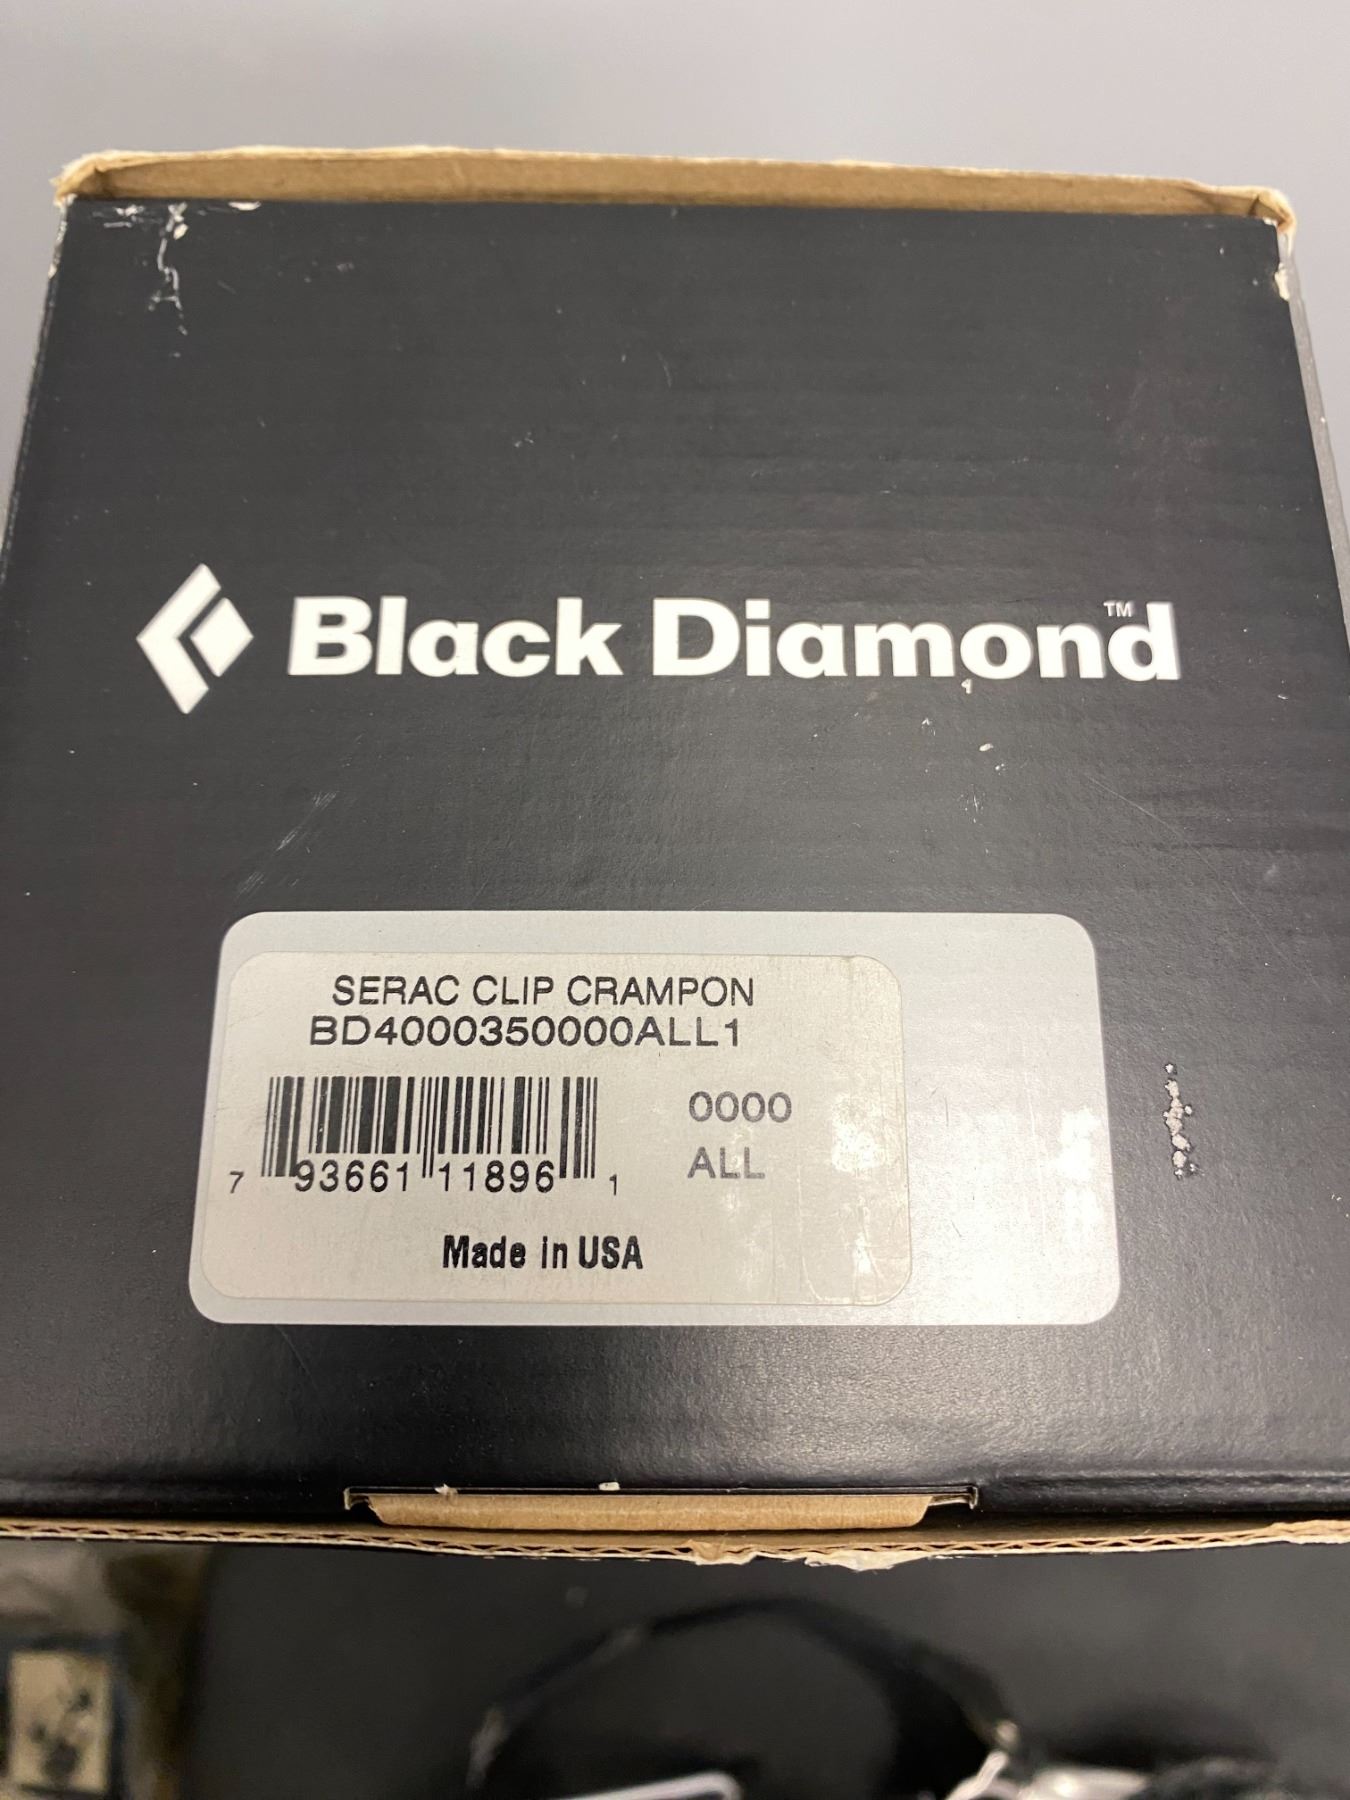 Black Diamond™
SERAC CLIP CRAMPON
BD4000350000ALL1
0000
ALL
7 93661 11896 1
Made in USA